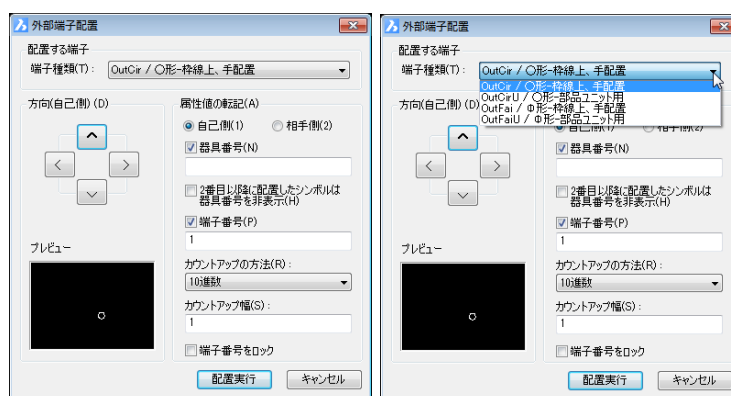 外部端子配置
配置する端子
端子種類(T)： OutCir / 〇形-枠線上、手配置
方向(自己側) (D)
属性値の転記(A)
自己側(1) 相手側(2)
器具番号(N)
2番目以降に配置したシンボルは
器具番号を非表示(H)
端子番号(P)
1
プレビュー
カウントアップの方法(R)：
10進数
カウントアップ幅(S)：
1
端子番号をロック
配置実行 キャンセル
外部端子配置
配置する端子
端子種類(T)： OutCir / 〇形-枠線上、手配置
OutCir / 〇形-枠線上、手配置
OutCirU / 〇形-部品ユニット用
OutFai / Φ形-枠線上、手配置
OutFaiU / Φ形-部品ユニット用
方向(自己側) (D)
自己側(1) 相手側(2)
器具番号(N)
2番目以降に配置したシンボルは
器具番号を非表示(H)
端子番号(P)
1
プレビュー
カウントアップの方法(R)：
10進数
カウントアップ幅(S)：
1
端子番号をロック
配置実行 キャンセル